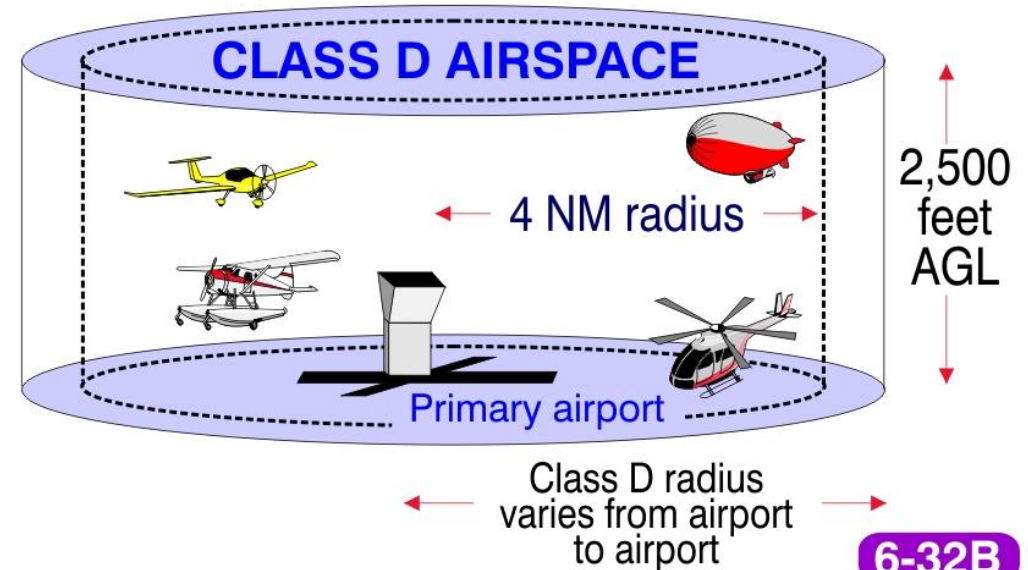 CLASS D AIRSPACE
4 NM radius
2,500
feet
AGL
Primary airport
Class D radius
varies from airport
to airport
6-32B